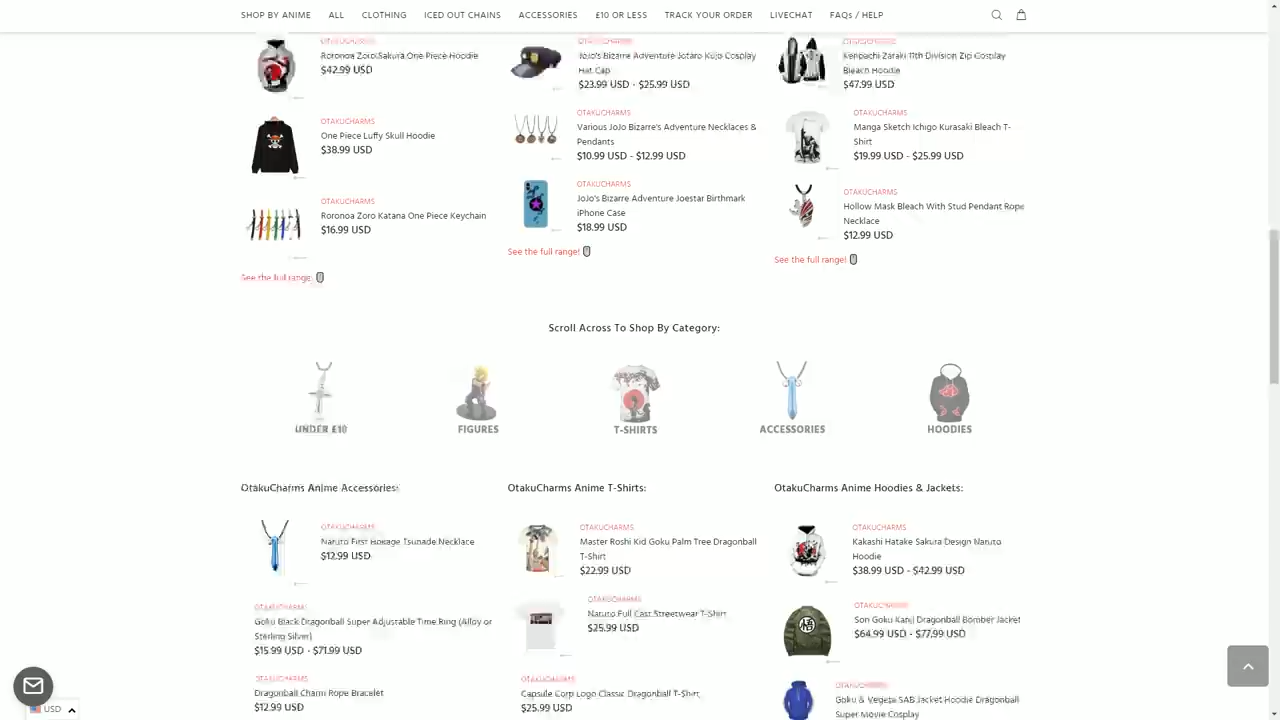 SHOP BY ANIME ALL CLOTHING ICED OUT CHAINS ACCESSORIES £10 OR LESS TRACK YOUR ORDER LIVECHAT FAQs / HELP
OTAKUCHARMS
Roronoa Zoro Sakura One Piece Hoodie
$42.99 USD
One Piece Luffy Skull Hoodie
$38.99 USD
OTAKUCHARMS
Roronoa Zoro Katana One Piece Keychain
$16.99 USD
See the full range!
OTAKUCHARMS
JoJo's Bizarre Adventure Jotaro Kujo Cosplay
Hat Cap
$23.99 USD - $25.99 USD
OTAKUCHARMS
Various JoJo Bizarre's Adventure Necklaces &
Pendants
$10.99 USD - $12.99 USD
OTAKUCHARMS
JoJo's Bizarre Adventure Joestar Birthmark
iPhone Case
$18.99 USD
See the full range!
OTAKUCHARMS
Kenpachi Zaraki 11th Division Zip Cosplay
Bleach Hoodie
$47.99 USD
OTAKUCHARMS
Manga Sketch Ichigo Kurasaki Bleach T-
Shirt
$19.99 USD - $25.99 USD
OTAKUCHARMS
Hollow Mask Bleach With Stud Pendant Rope
Necklace
$12.99 USD
See the full range!
OTAKUCHARMS
Scroll Across To Shop By Category:
UNDER £10 FIGURES T-SHIRTS ACCESSORIES HOODIES
OtakuCharms Anime Accessories:
OTAKUCHARMS
Naruto First Hokage Tsunade Necklace
$12.99 USD
OTAKUCHARMS
Goku Black Dragonball Super Adjustable Time Ring (Alloy or
Sterling Silver)
$15.99 USD - $71.99 USD
OTAKUCHARMS
Dragonball Charm Rope Bracelet
$12.99 USD
OtakuCharms Anime T-Shirts:
OTAKUCHARMS
Master Roshi Kid Goku Palm Tree Dragonball
T-Shirt
$22.99 USD
OTAKUCHARMS
Naruto Full Cast Streetwear T-Shirt
$25.99 USD
OTAKUCHARMS
Capsule Corp Logo Classic Dragonball T-Shirt
$25.99 USD
OtakuCharms Anime Hoodies & Jackets:
OTAKUCHARMS
Kakashi Hatake Sakura Design Naruto
Hoodie
$38.99 USD - $42.99 USD
OTAKUCHARMS
Son Goku Kanji Dragonball Bomber Jacket
$64.99 USD - $77.99 USD
OTAKUCHARMS
Goku & Vegeta SAB Jacket Hoodie Dragonball
Super Movie Cosplay
USD